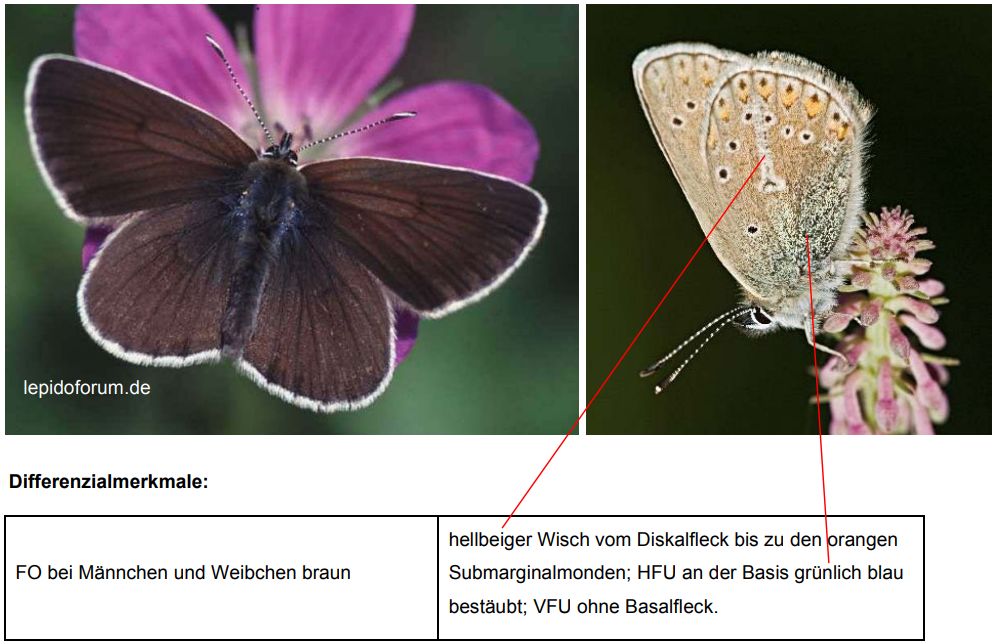 lepidoforum.de
Differenzialmerkmale:
FO bei Männchen und Weibchen braun
hellbeiger Wisch vom Diskalfleck bis zu den orangen
Submarginalmonden; HFU an der Basis grünlich blau
bestäubt; VFU ohne Basalfleck.